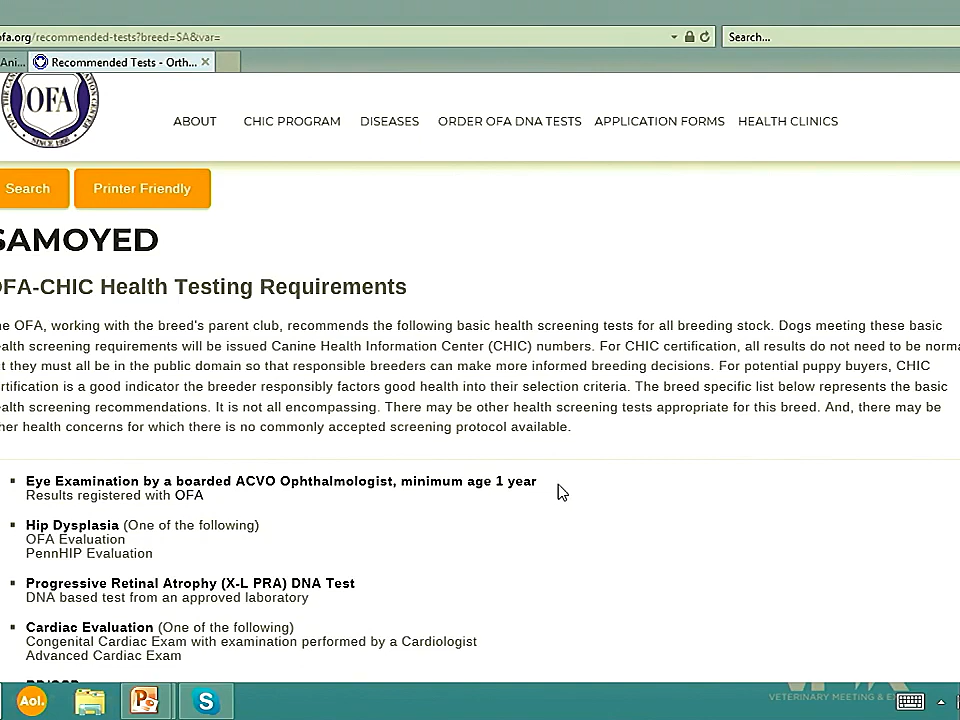 ofa.org/recommended-tests?breed=SA&var=
Search...
Ani...
Recommended Tests - Orth...
OFA
SINCE 1966
ABOUT
CHIC PROGRAM
DISEASES
ORDER OFA DNA TESTS
APPLICATION FORMS
HEALTH CLINICS
Search
Printer Friendly
SAMOYED
OFA-CHIC Health Testing Requirements
he OFA, working with the breed's parent club, recommends the following basic health screening tests for all breeding stock. Dogs meeting these basic
alth screening requirements will be issued Canine Health Information Center (CHIC) numbers. For CHIC certification, all results do not need to be norma
t they must all be in the public domain so that responsible breeders can make more informed breeding decisions. For potential puppy buyers, CHIC
rtification is a good indicator the breeder responsibly factors good health into their selection criteria. The breed specific list below represents the basic
alth screening recommendations. It is not all encompassing. There may be other health screening tests appropriate for this breed. And, there may be
her health concerns for which there is no commonly accepted screening protocol available.
Eye Examination by a boarded ACVO Ophthalmologist, minimum age 1 year
Results registered with OFA
Hip Dysplasia (One of the following)
OFA Evaluation
PennHIP Evaluation
Progressive Retinal Atrophy (X-L PRA) DNA Test
DNA based test from an approved laboratory
Cardiac Evaluation (One of the following)
Congenital Cardiac Exam with examination performed by a Cardiologist
Advanced Cardiac Exam
Aol.
VETERINARY MEETING & E